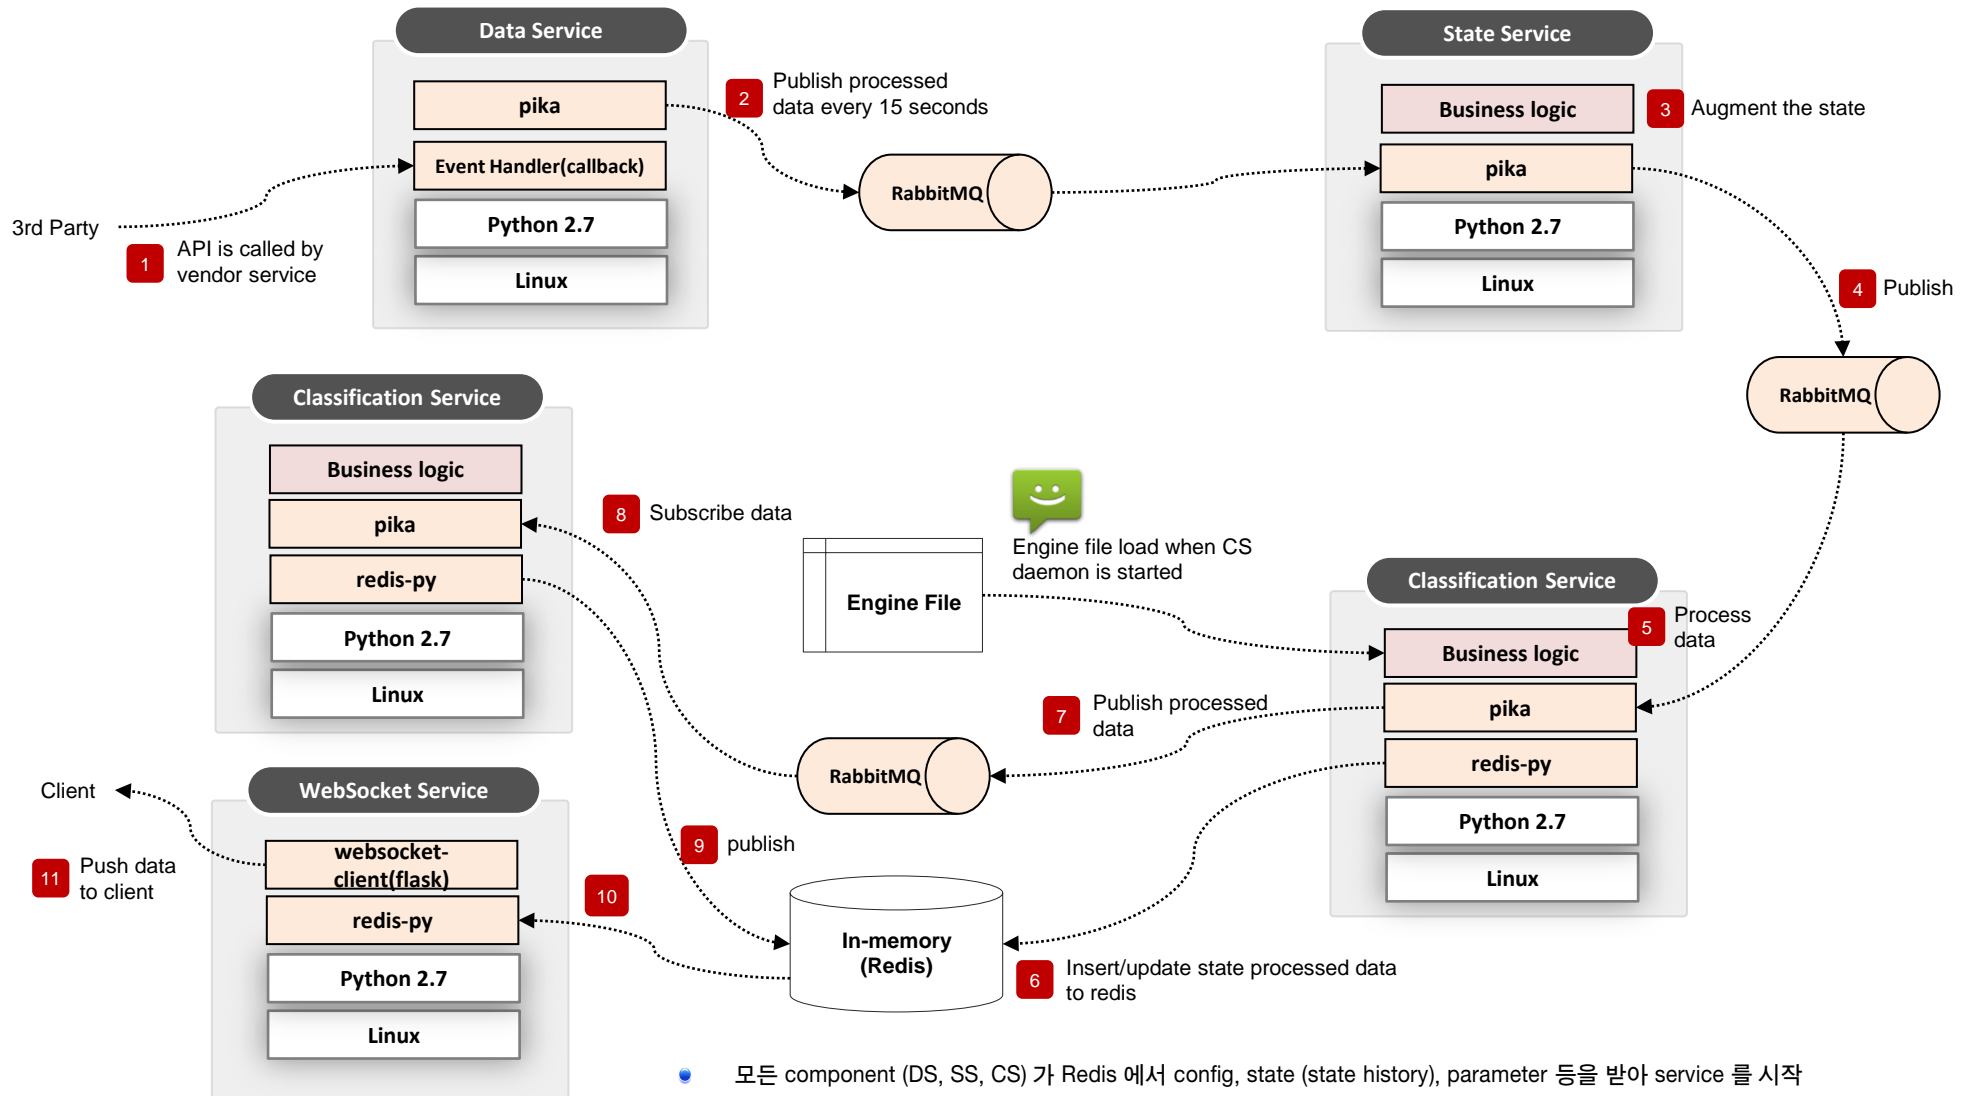 Data Service
pika
Event Handler(callback)
Python 2.7
Linux
3rd Party
1
API is called by
vendor service
2
Publish processed
data every 15 seconds
RabbitMQ
State Service
Business logic
pika
Python 2.7
Linux
3
Augment the state
4
Publish
RabbitMQ
Classification Service
Business logic
pika
redis-py
Python 2.7
Linux
8
Subscribe data
Engine file load when CS
daemon is started
Engine File
Classification Service
5
Process
data
Business logic
pika
redis-py
Python 2.7
Linux
7
Publish processed
data
RabbitMQ
Client
WebSocket Service
websocket-
client(flask)
redis-py
Python 2.7
Linux
11
Push data
to client
9
publish
10
In-memory
(Redis)
6
Insert/update state processed data
to redis
모든 component (DS, SS, CS) 가 Redis 에서 config, state (state history), parameter 등을 받아 service 를 시작